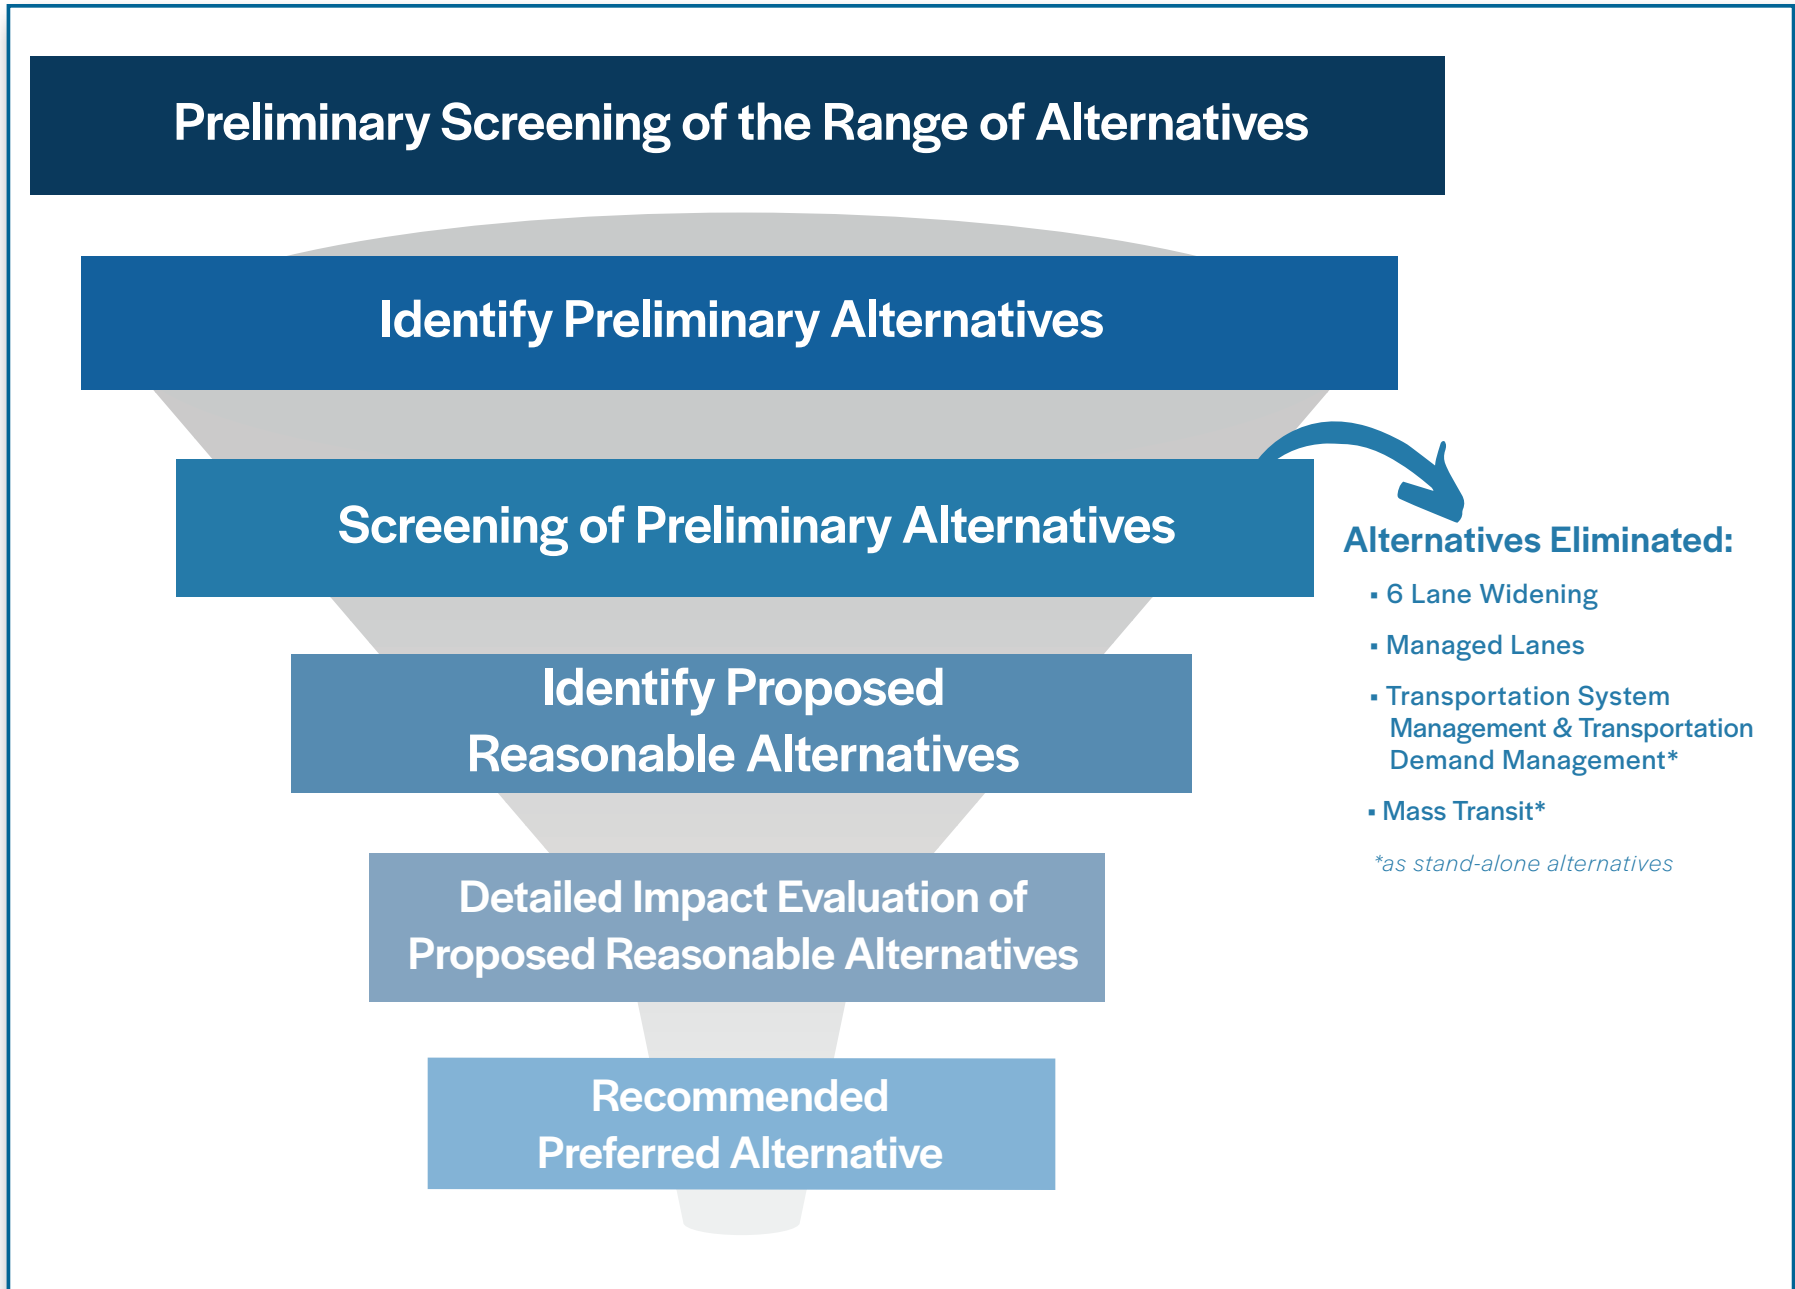 Preliminary Screening of the Range of Alternatives
Identify Preliminary Alternatives
Screening of Preliminary Alternatives
Identify Proposed
Reasonable Alternatives
Detailed Impact Evaluation of
Proposed Reasonable Alternatives
Recommended
Preferred Alternative
Alternatives Eliminated:
▪ 6 Lane Widening
▪ Managed Lanes
▪ Transportation System
Management & Transportation
Demand Management*
▪ Mass Transit*
*as stand-alone alternatives